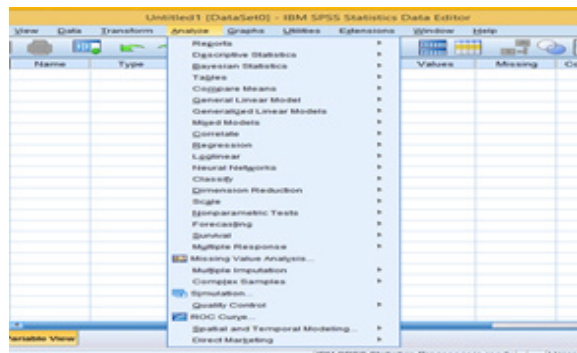 Untitled1 [DataSet0] - IBM SPSS Statistics Data Editor
View Data Transform Analyze Graphs Utilities Extensions Window Help
Name Type Values Missing Co
Reports
Descriptive Statistics
Bayesian Statistics
Tables
Compare Means
General Linear Model
Generalized Linear Models
Mixed Models
Correlate
Regression
Loglinear
Neural Networks
Classify
Dimension Reduction
Scale
Nonparametric Tests
Forecasting
Survival
Multiple Response
Missing Value Analysis...
Multiple Imputation
Complex Samples
Simulation...
Quality Control
ROC Curve...
Spatial and Temporal Modeling...
Direct Marketing
Variable View